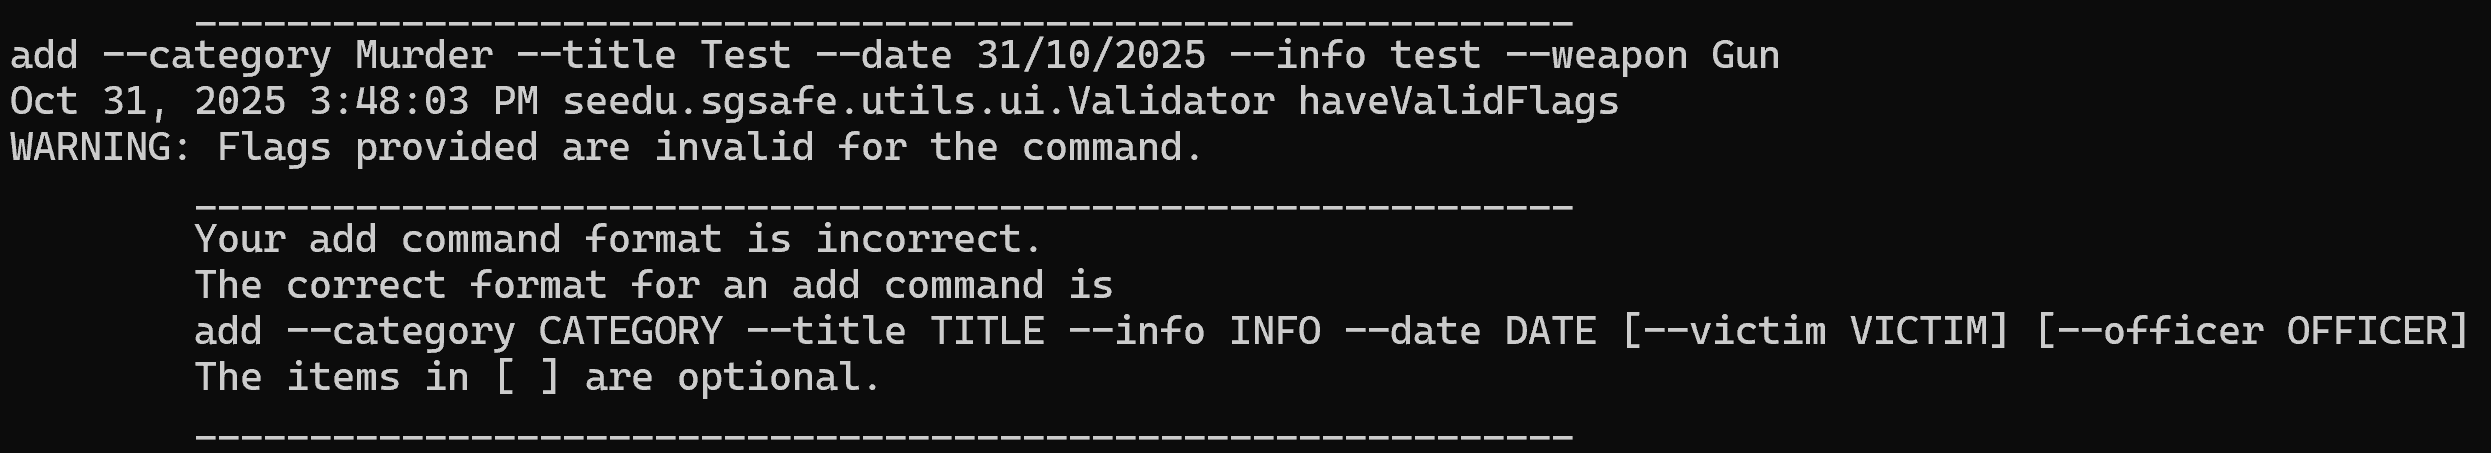 ____________________________________________________________
add --category Murder --title Test --date 31/10/2025 --info test --weapon Gun
Oct 31, 2025 3:48:03 PM seedu.sgsafe.utils.ui.Validator haveValidFlags
WARNING: Flags provided are invalid for the command.
____________________________________________________________
Your add command format is incorrect.
The correct format for an add command is
add --category CATEGORY --title TITLE --info INFO --date DATE [--victim VICTIM] [--officer OFFICER]
The items in [ ] are optional.
____________________________________________________________